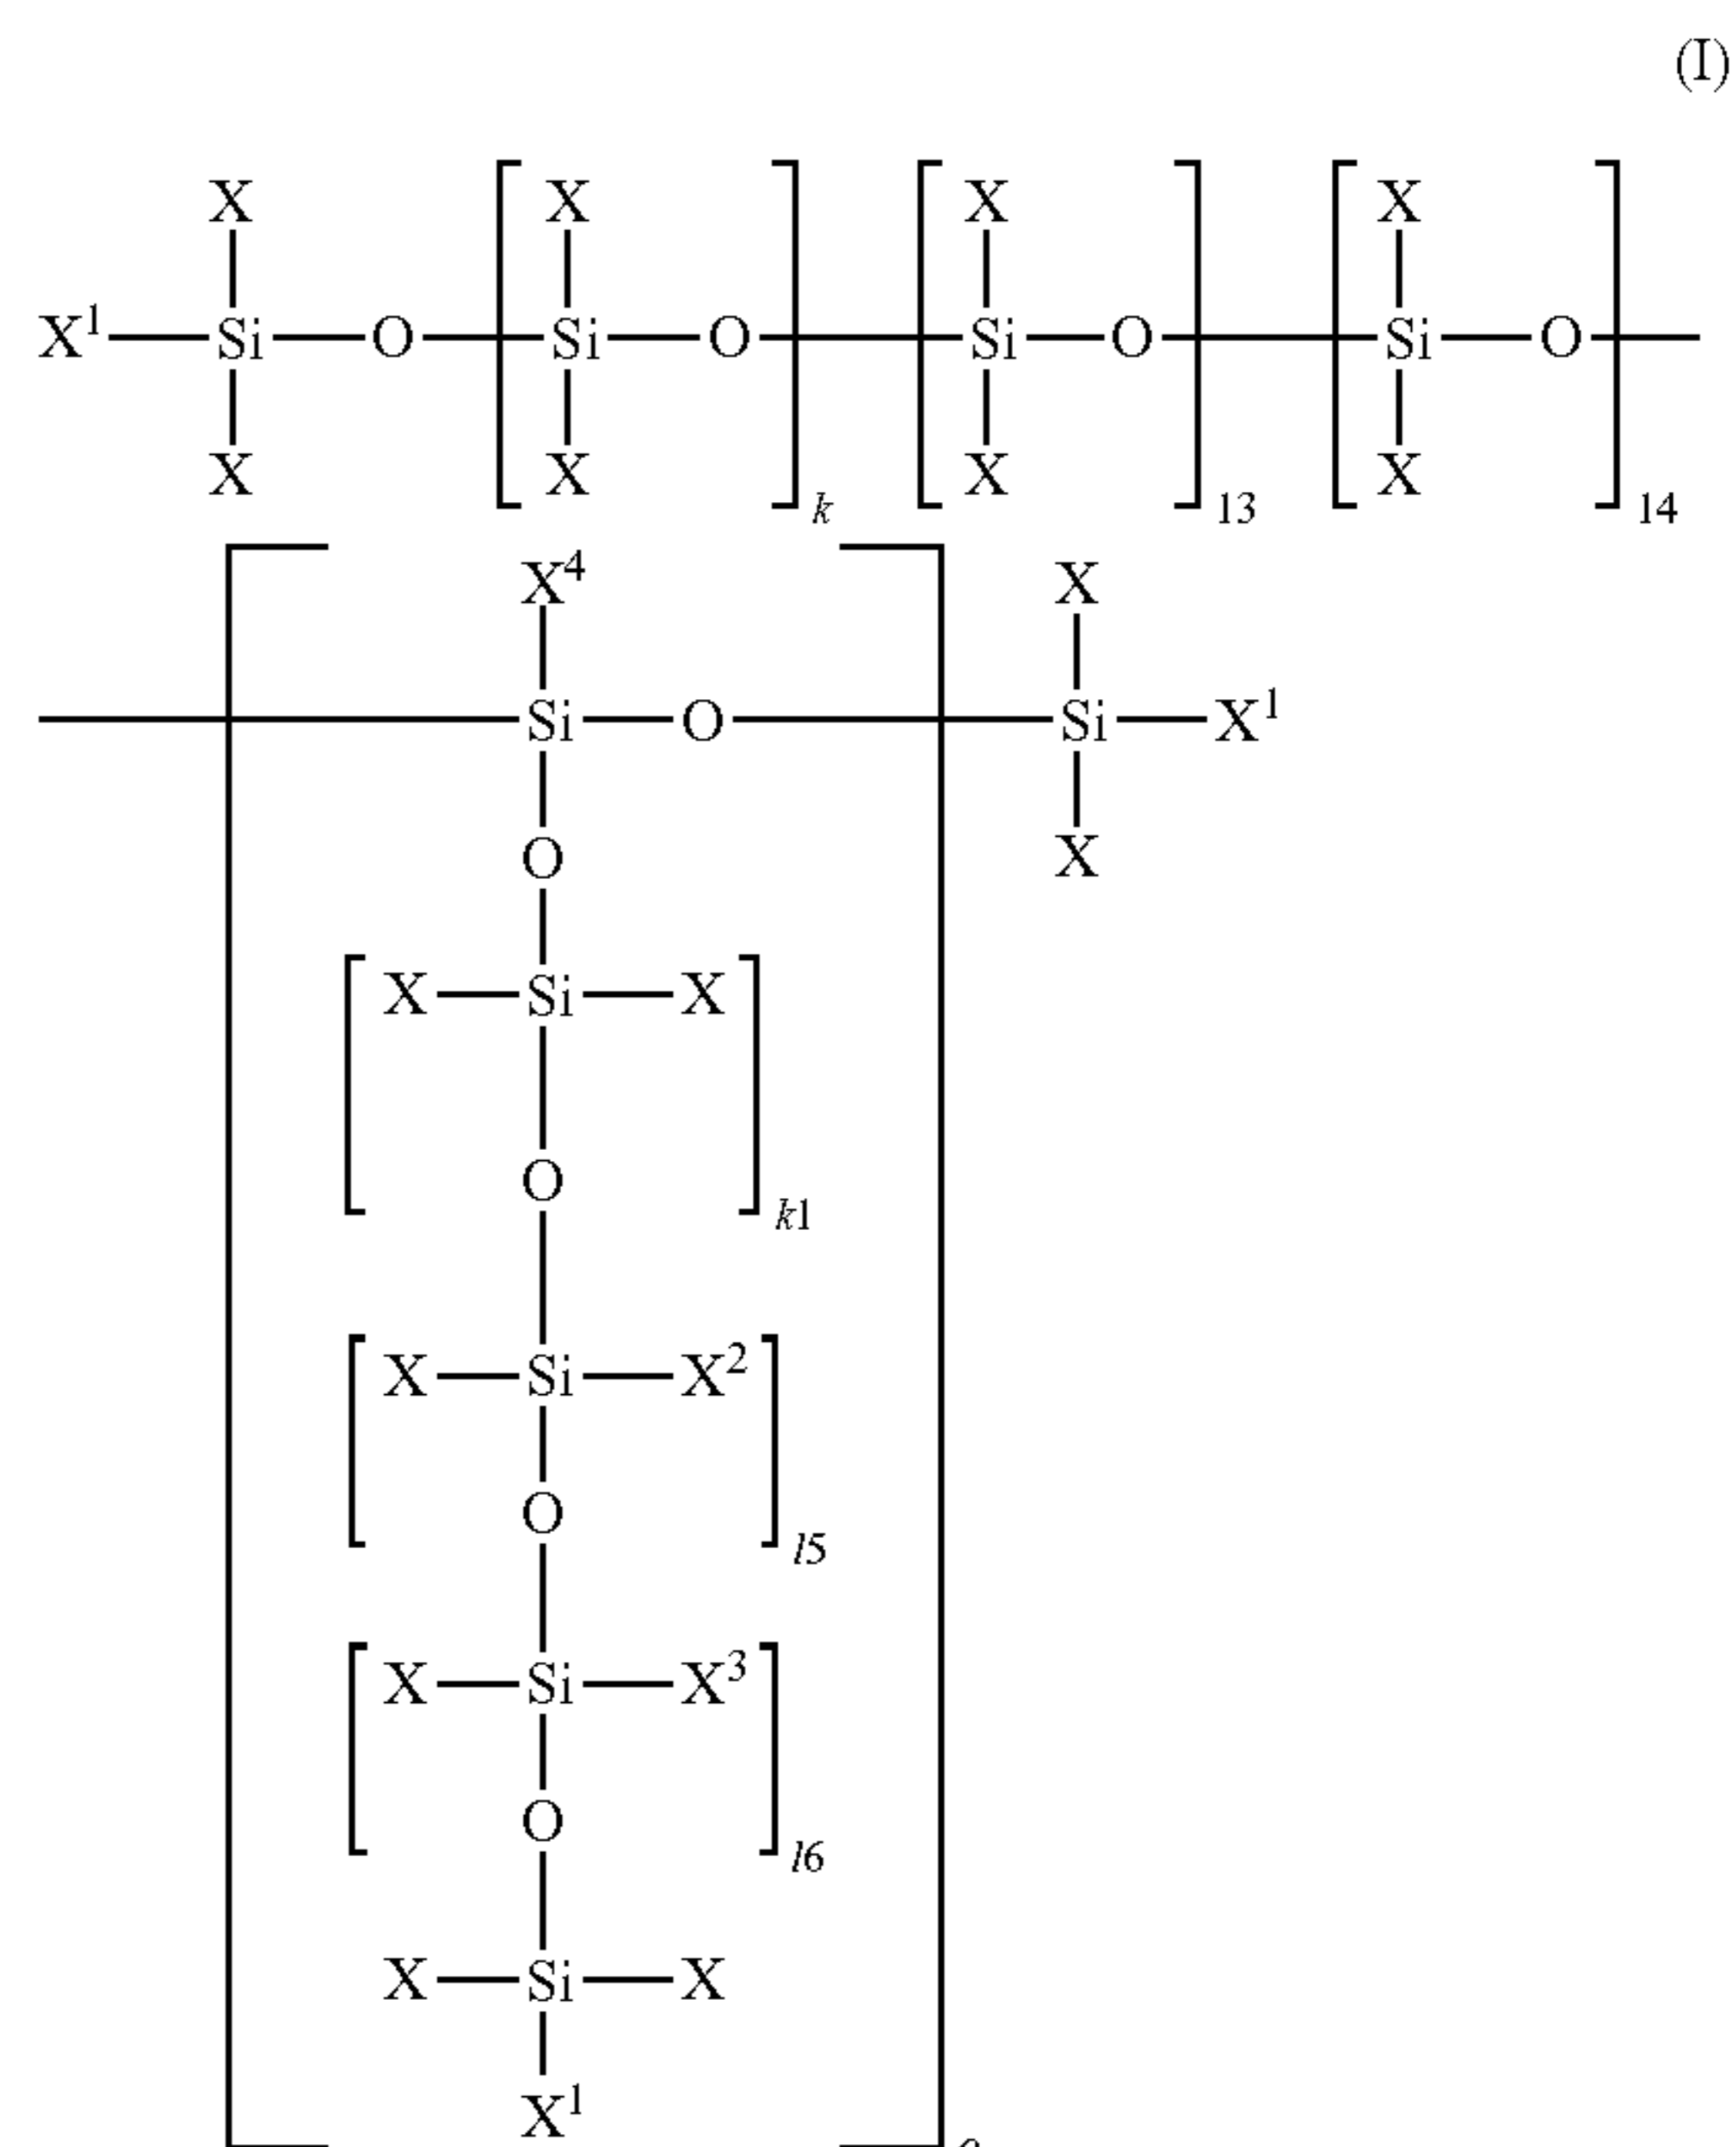 (I)
X X X X
X¹ Si O Si O Si O Si O
X X X X
k 13 14
X⁴ X
Si O Si X¹
O X
X Si X
O
k1
X Si X²
O
l5
X Si X³
O
l6
X Si X
X¹